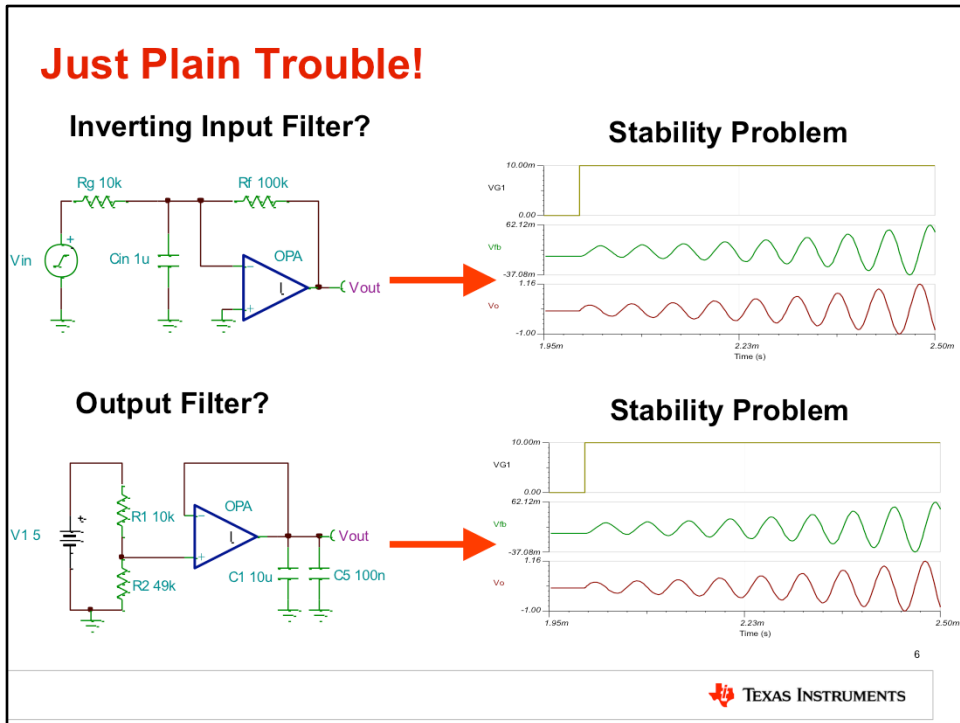 Just Plain Trouble!
Inverting Input Filter?
Stability Problem
Rg 10k
Rf 100k
Vin
+
Cin 1u
OPA
-
+
Vout
10.00m
VG1
0.00
62.12m
Vfb
-37.08m
1.16
Vo
-1.00
1.95m
2.23m
2.50m
Time (s)
Output Filter?
Stability Problem
V1 5
+
R1 10k
R2 49k
OPA
-
+
Vout
C1 10u
C5 100n
10.00m
VG1
0.00
62.12m
Vfb
-37.08m
1.16
Vo
-1.00
1.95m
2.23m
2.50m
Time (s)
6
TEXAS INSTRUMENTS